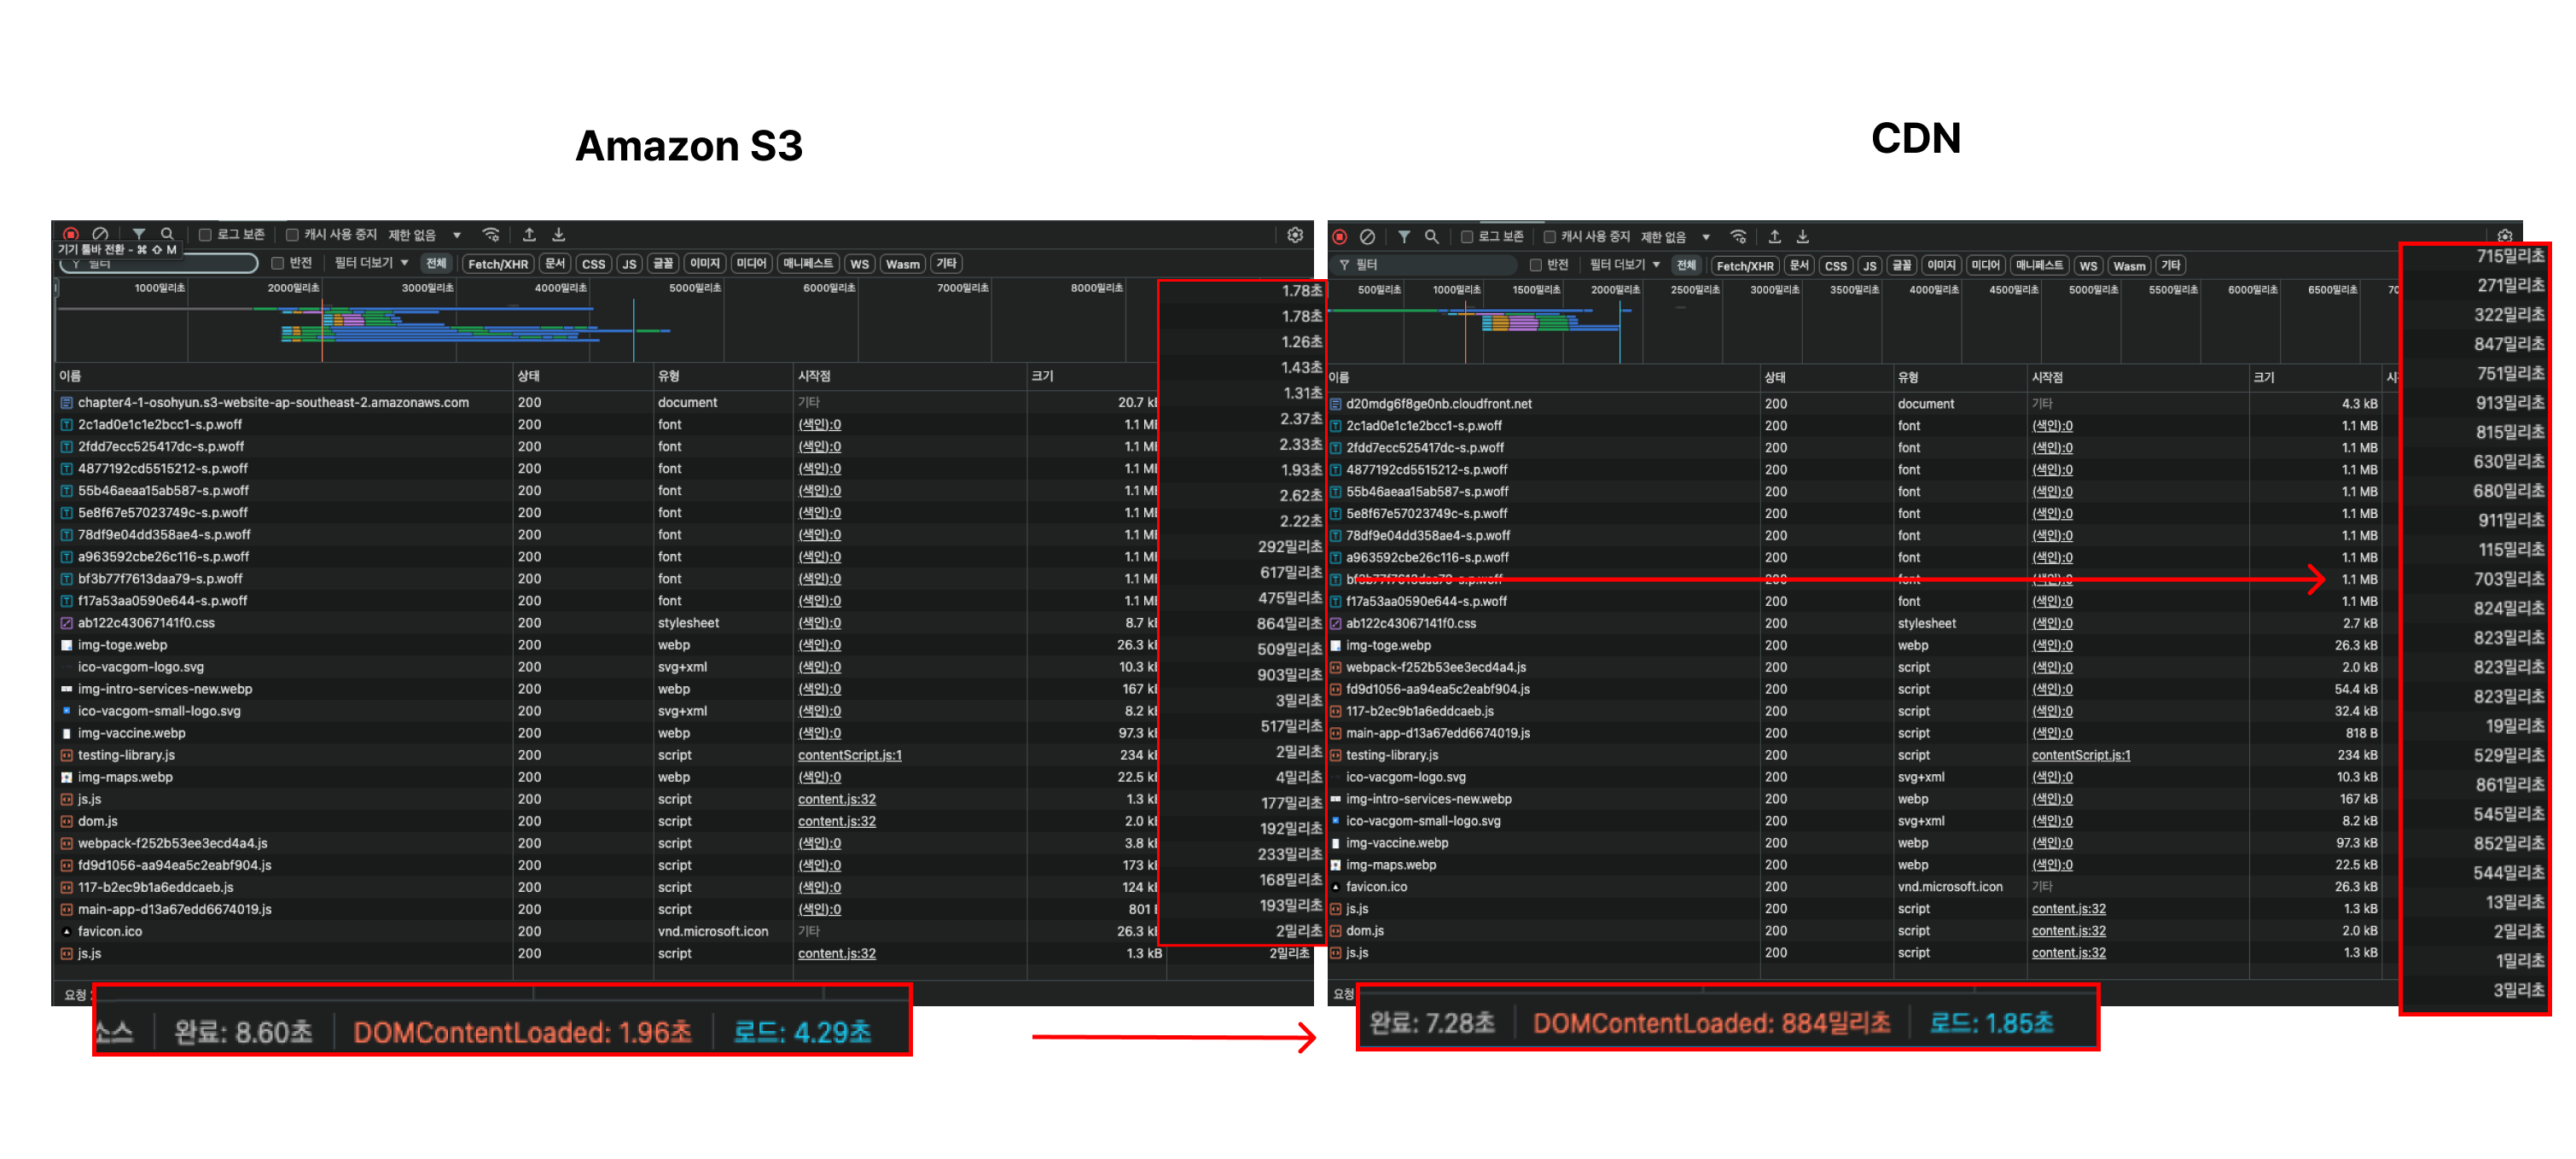 Amazon S3
CDN
로그 보존 캐시 사용 중지 제한 없음
기기 툴바 전환 - ⌘ ⇧ M
필터 반전 필터 더보기 전체 Fetch/XHR 문서 CSS JS 글꼴 이미지 미디어 매니페스트 WS Wasm 기타
1000밀리초 2000밀리초 3000밀리초 4000밀리초 5000밀리초 6000밀리초 7000밀리초 8000밀리초
이름 상태 유형 시작점 크기
chapter4-1-osohyun.s3-website-ap-southeast-2.amazonaws.com 200 document 기타 20.7
2c1ad0e1c1e2bcc1-s.p.woff 200 font (색인):0 1.1
2fdd7ecc525417dc-s.p.woff 200 font (색인):0 1.1
4877192cd5515212-s.p.woff 200 font (색인):0 1.1
55b46aeaa15ab587-s.p.woff 200 font (색인):0 1.1
5e8f67e57023749c-s.p.woff 200 font (색인):0 1.1
78df9e04dd358ae4-s.p.woff 200 font (색인):0 1.1
a963592cbe26c116-s.p.woff 200 font (색인):0 1.1
bf3b77f7613daa79-s.p.woff 200 font (색인):0 1.1
f17a53aa0590e644-s.p.woff 200 font (색인):0 1.1
ab122c43067141f0.css 200 stylesheet (색인):0 8.7
img-toge.webp 200 webp (색인):0 26.3
ico-vacgom-logo.svg 200 svg+xml (색인):0 10.3
img-intro-services-new.webp 200 webp (색인):0 167
ico-vacgom-small-logo.svg 200 svg+xml (색인):0 8.2
img-vaccine.webp 200 webp (색인):0 97.3
testing-library.js 200 script contentScript.js:1 234
img-maps.webp 200 webp (색인):0 22.5
js.js 200 script content.js:32 1.3
dom.js 200 script content.js:32 2.0
webpack-f252b53ee3ecd4a4.js 200 script (색인):0 3.8
fd9d1056-aa94ea5c2eabf904.js 200 script (색인):0 173
117-b2ec9b1a6eddcaeb.js 200 script (색인):0 124
main-app-d13a67edd6674019.js 200 script (색인):0 801
favicon.ico 200 vnd.microsoft.icon 기타 26.3
js.js 200 script content.js:32 1.3 kB 2밀리초
요청
1.78초
1.78초
1.26초
1.43초
1.31초
2.37초
2.33초
1.93초
2.62초
2.22초
292밀리초
617밀리초
475밀리초
864밀리초
509밀리초
903밀리초
3밀리초
517밀리초
2밀리초
4밀리초
177밀리초
192밀리초
233밀리초
168밀리초
193밀리초
2밀리초
소스 완료: 8.60초 DOMContentLoaded: 1.96초 로드: 4.29초
로그 보존 캐시 사용 중지 제한 없음
필터 반전 필터 더보기 전체 Fetch/XHR 문서 CSS JS 글꼴 이미지 미디어 매니페스트 WS Wasm 기타
500밀리초 1000밀리초 1500밀리초 2000밀리초 2500밀리초 3000밀리초 3500밀리초 4000밀리초 4500밀리초 5000밀리초 5500밀리초 6000밀리초 6500밀리초 70
이름 상태 유형 시작점 크기 시
d20mdg6f8ge0nb.cloudfront.net 200 document 기타 4.3 kB
2c1ad0e1c1e2bcc1-s.p.woff 200 font (색인):0 1.1 MB
2fdd7ecc525417dc-s.p.woff 200 font (색인):0 1.1 MB
4877192cd5515212-s.p.woff 200 font (색인):0 1.1 MB
55b46aeaa15ab587-s.p.woff 200 font (색인):0 1.1 MB
5e8f67e57023749c-s.p.woff 200 font (색인):0 1.1 MB
78df9e04dd358ae4-s.p.woff 200 font (색인):0 1.1 MB
a963592cbe26c116-s.p.woff 200 font (색인):0 1.1 MB
bf3b77f7613daa79-s.p.woff 200 font (색인):0 1.1 MB
f17a53aa0590e644-s.p.woff 200 font (색인):0 1.1 MB
ab122c43067141f0.css 200 stylesheet (색인):0 2.7 kB
img-toge.webp 200 webp (색인):0 26.3 kB
webpack-f252b53ee3ecd4a4.js 200 script (색인):0 2.0 kB
fd9d1056-aa94ea5c2eabf904.js 200 script (색인):0 54.4 kB
117-b2ec9b1a6eddcaeb.js 200 script (색인):0 32.4 kB
main-app-d13a67edd6674019.js 200 script (색인):0 818 B
testing-library.js 200 script contentScript.js:1 234 kB
ico-vacgom-logo.svg 200 svg+xml (색인):0 10.3 kB
img-intro-services-new.webp 200 webp (색인):0 167 kB
ico-vacgom-small-logo.svg 200 svg+xml (색인):0 8.2 kB
img-vaccine.webp 200 webp (색인):0 97.3 kB
img-maps.webp 200 webp (색인):0 22.5 kB
favicon.ico 200 vnd.microsoft.icon 기타 26.3 kB
js.js 200 script content.js:32 1.3 kB
dom.js 200 script content.js:32 2.0 kB
js.js 200 script content.js:32 1.3 kB
요청
715밀리초
271밀리초
322밀리초
847밀리초
751밀리초
913밀리초
815밀리초
630밀리초
680밀리초
911밀리초
115밀리초
703밀리초
824밀리초
823밀리초
823밀리초
823밀리초
19밀리초
529밀리초
861밀리초
545밀리초
852밀리초
544밀리초
13밀리초
2밀리초
1밀리초
3밀리초
완료: 7.28초 DOMContentLoaded: 884밀리초 로드: 1.85초